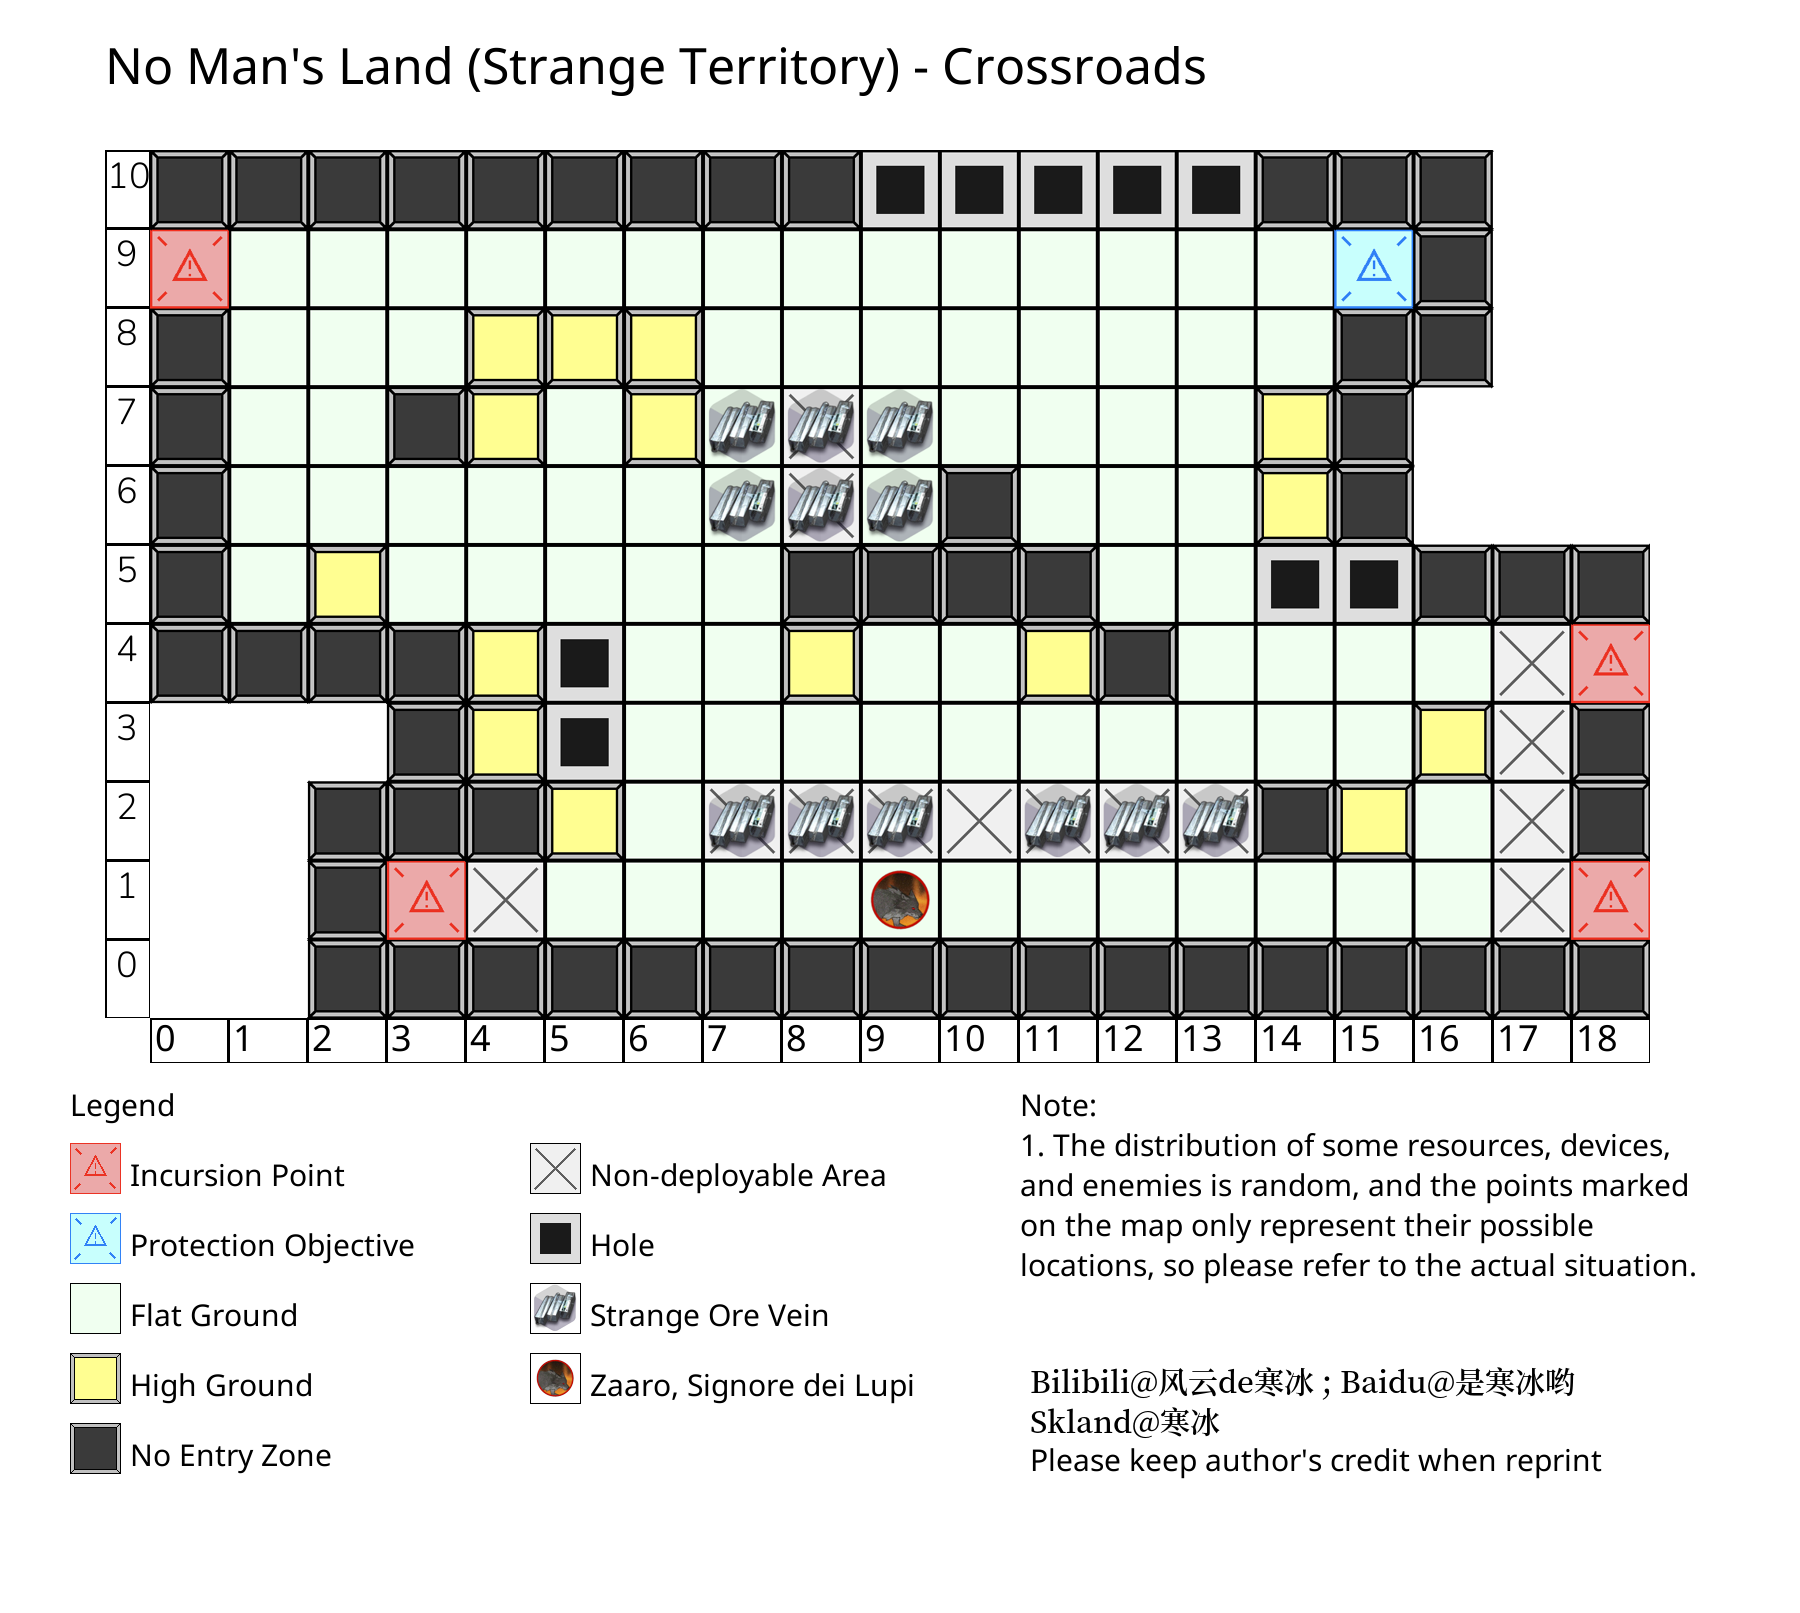 No Man's Land (Strange Territory) - Crossroads
10
9
8
7
6
5
4
3
2
1
0
0 1 2 3 4 5 6 7 8 9 10 11 12 13 14 15 16 17 18
Legend
Incursion Point
Protection Objective
Flat Ground
High Ground
No Entry Zone
Non-deployable Area
Hole
Strange Ore Vein
Zaaro, Signore dei Lupi
Note:
1. The distribution of some resources, devices,
and enemies is random, and the points marked
on the map only represent their possible
locations, so please refer to the actual situation.
Bilibili@风云de寒冰 ; Baidu@是寒冰哟
Skland@寒冰
Please keep author's credit when reprint